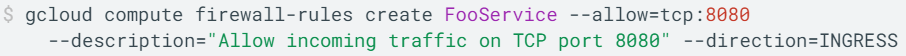 $ gcloud compute firewall-rules create FooService --allow=tcp:8080
--description="Allow incoming traffic on TCP port 8080" --direction=INGRESS